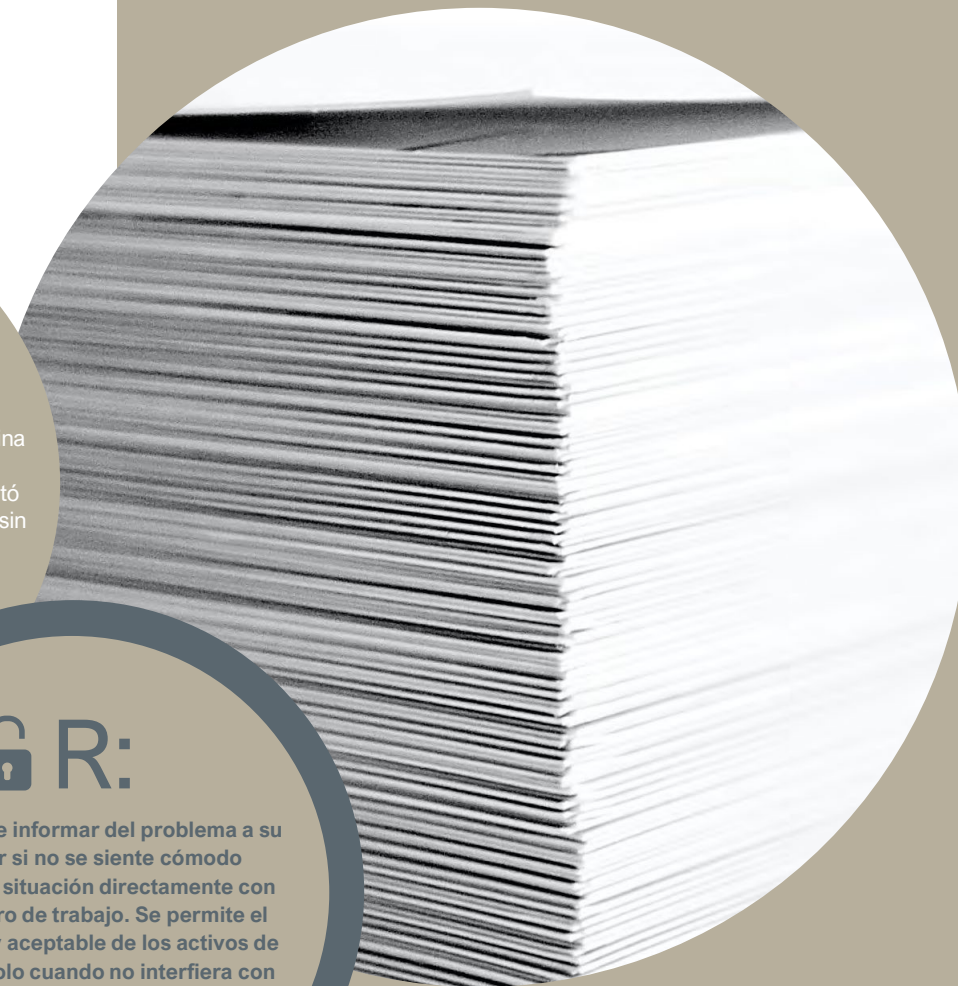 na
tó
sin
R:
e informar del problema a su
r si no se siente cómodo
situación directamente con
ro de trabajo. Se permite el
r aceptable de los activos de
olo cuando no interfiera con